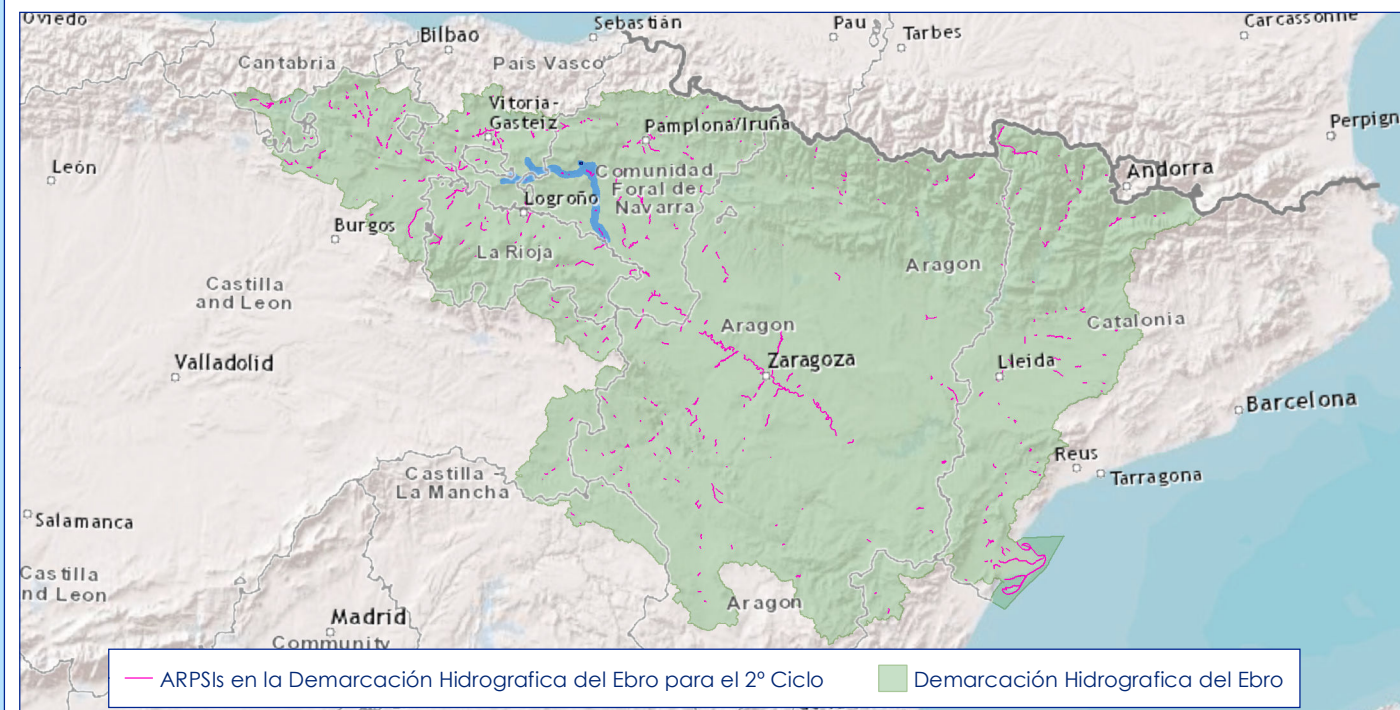 Oviedo
Sebastián
Pau
Carcassonne
Bilbao
Tarbes
Cantabria
País Vasco
Vitoria-
Gasteiz
Pamplona/Iruña
Perpign
León
Comunidad
Foral de
Navarra
Andorra
Logroño
Burgos
La Rioja
Aragon
Castilla
and Leon
Aragon
Catalonia
Valladolid
Zaragoza
Lleida
Barcelona
Reus
Castilla -
La Mancha
Tarragona
Salamanca
Castilla
nd Leon
Aragon
Madrid
Community
ARPSIs en la Demarcación Hidrografica del Ebro para el 2º Ciclo
Demarcación Hidrografica del Ebro